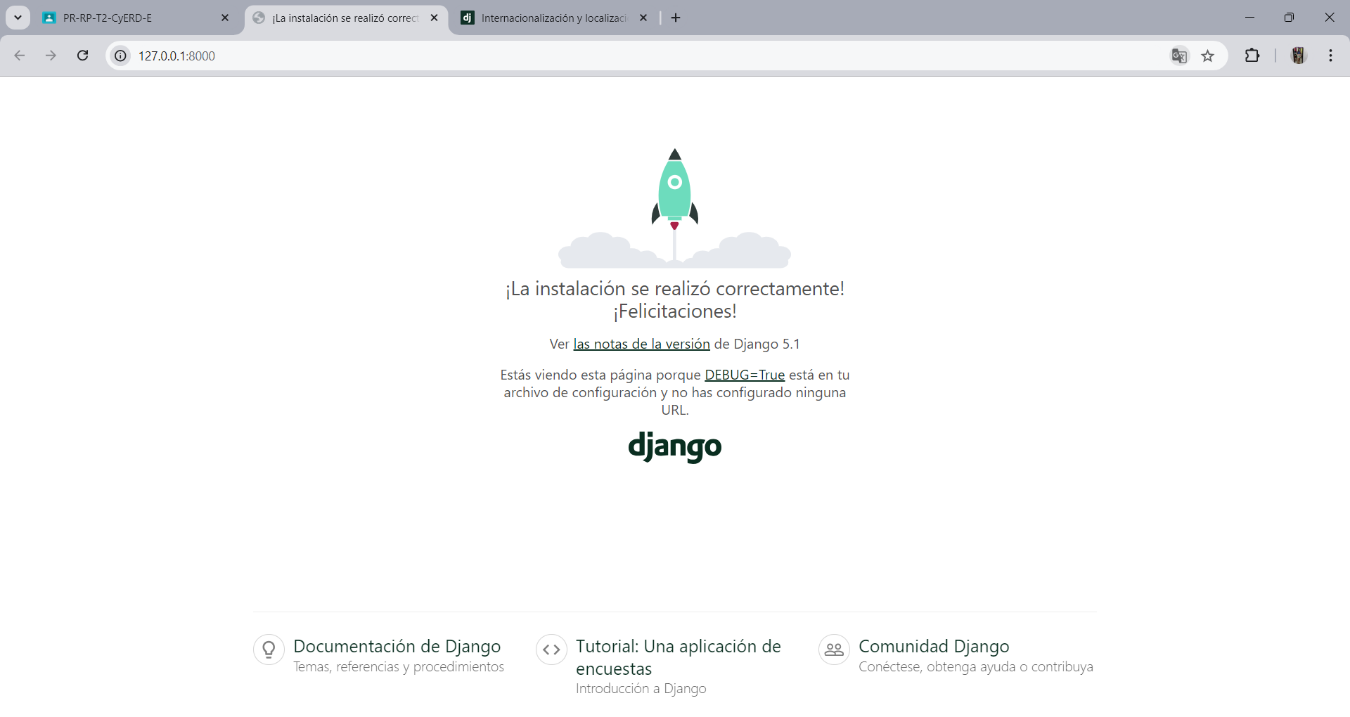 PR-RP-T2-CyERD-E
¡La instalación se realizó correct
dj
Internacionalización y localizaci
127.0.0.1:8000
¡La instalación se realizó correctamente!
¡Felicitaciones!
Ver las notas de la versión de Django 5.1
Estás viendo esta página porque DEBUG=True está en tu
archivo de configuración y no has configurado ninguna
URL.
django
Documentación de Django
Temas, referencias y procedimientos
Tutorial: Una aplicación de
encuestas
Introducción a Django
Comunidad Django
Conéctese, obtenga ayuda o contribuya